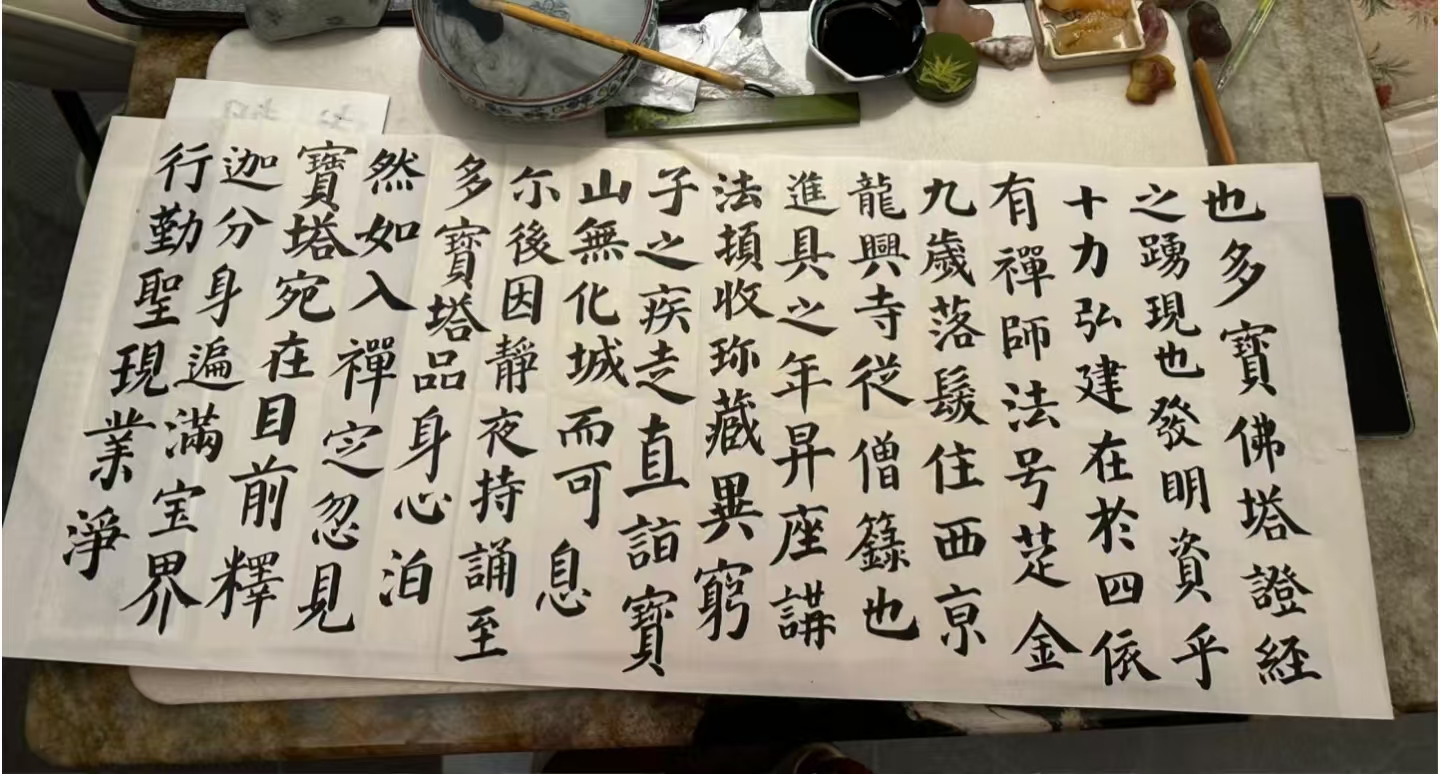 也多寶佛塔證経
之踴現也發明資乎
十力弘建在於四依
有禪師法号楚金
九歲落髮住西亰
龍興寺從僧籙也
進具之年昇座講
法頓收珎藏異窮
子之疾走直詣寶
山無化城而可息
尓後因靜夜持誦至
多寶塔品身心泊
然如入禪定忽見
寶塔宛在目前釋
迦分身遍滿宝界
行勤聖現業淨